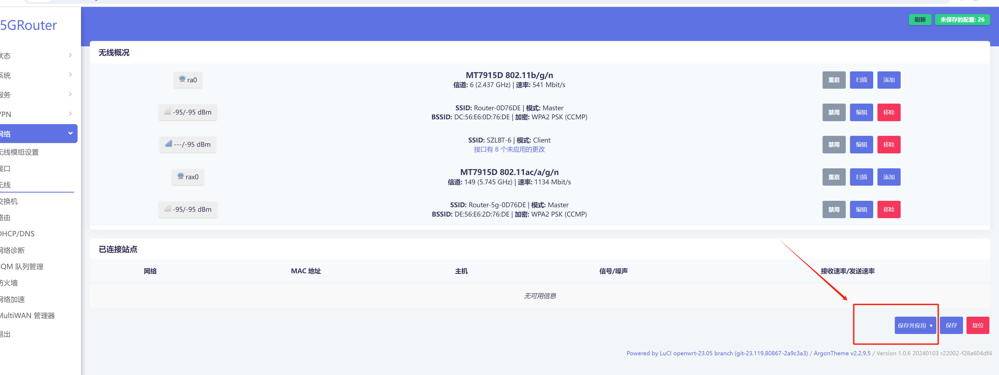 5GRouter
刷新
未保存的配置: 26
状态
系统
服务
VPN
网络
无线模组设置
接口
无线
交换机
路由
DHCP/DNS
网络诊断
SQM 队列管理
防火墙
网络加速
MultiWAN 管理器
退出
无线概况
ra0
MT7915D 802.11b/g/n
信道: 6 (2.437 GHz) | 速率: 541 Mbit/s
重启
扫描
添加
-95/-95 dBm
SSID: Router-0D76DE | 模式: Master
BSSID: DC:56:E6:0D:76:DE | 加密: WPA2 PSK (CCMP)
禁用
编辑
移除
---/-95 dBm
SSID: SZLBT-6 | 模式: Client
接口有 8 个未应用的更改
禁用
编辑
移除
rax0
MT7915D 802.11ac/a/g/n
信道: 149 (5.745 GHz) | 速率: 1134 Mbit/s
重启
扫描
添加
-95/-95 dBm
SSID: Router-5g-0D76DE | 模式: Master
BSSID: DE:56:E6:2D:76:DE | 加密: WPA2 PSK (CCMP)
禁用
编辑
移除
已连接站点
网络
MAC 地址
主机
信号/噪声
接收速率/发送速率
无可用信息
保存并应用
保存
复位
Powered by LuCI openwrt-23.05 branch (git-23.119.80867-2a9c3a3) / ArgonTheme v2.2.9.5 / Version 1.0.6 20240103 r22002-f28a604df4